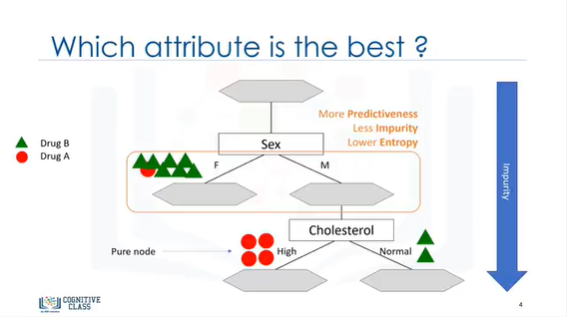 Which attribute is the best ?
More Predictiveness
Less Impurity
Lower Entropy
Drug B
Drug A
Sex
F
M
Impurity
Cholesterol
Pure node
High
Normal
COGNITIVE
CLASS
4